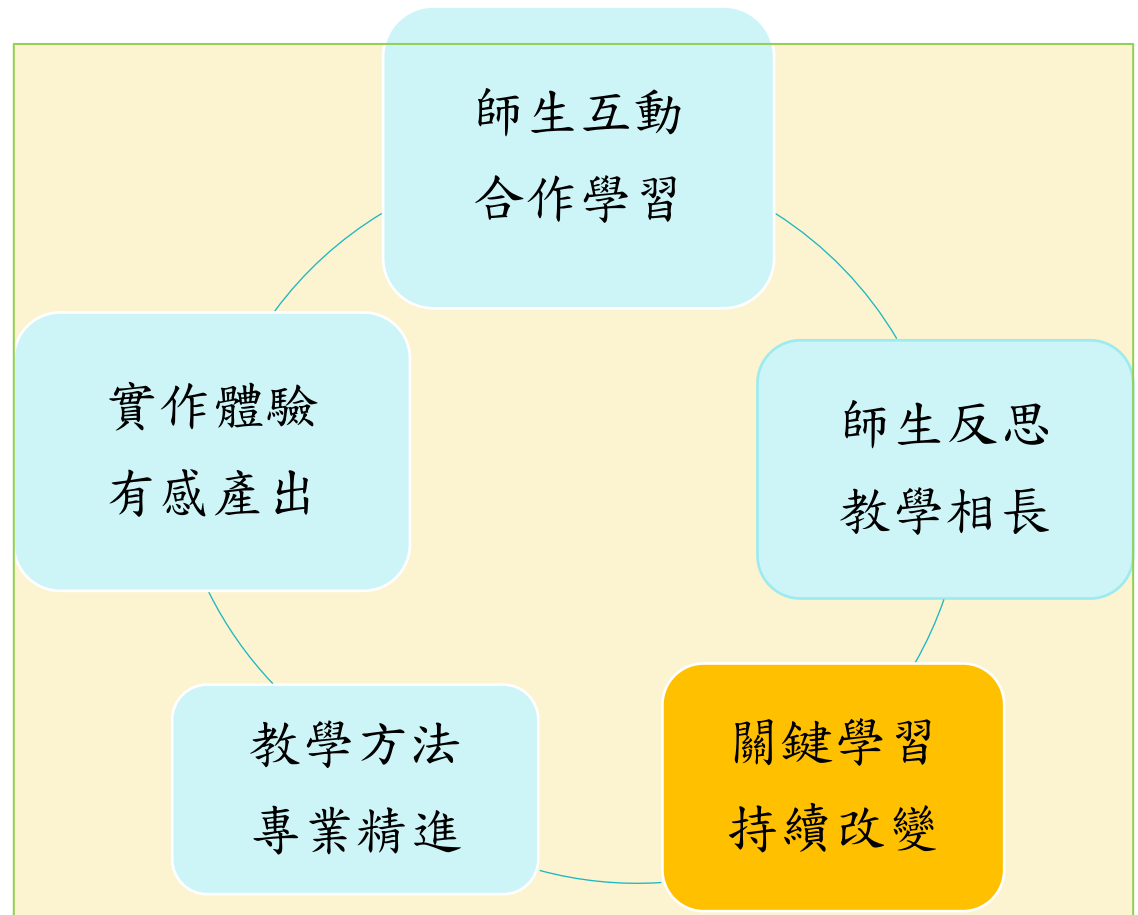 師生互動
合作學習
實作體驗
有感產出
師生反思
教學相長
教學方法
專業精進
關鍵學習
持續改變